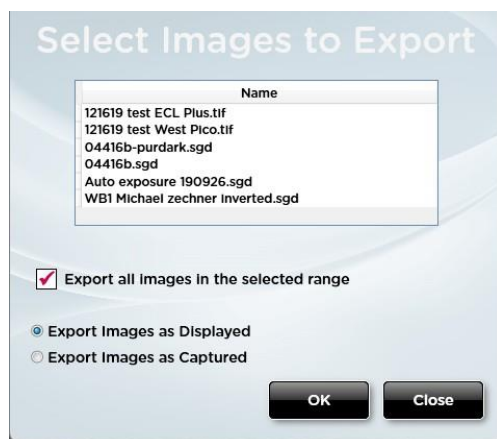 Select Images to Export
Name
121619 test ECL Plus.tif
121619 test West Pico.tif
04416b-purdark.sgd
04416b.sgd
Auto exposure 190926.sgd
WB1 Michael zechner inverted.sgd
Export all images in the selected range
Export Images as Displayed
Export Images as Captured
OK Close